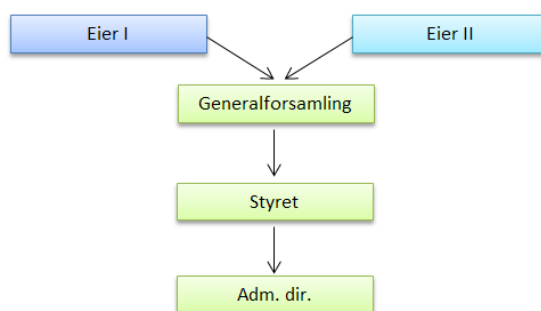 Eier I
Eier II
Generalforsamling
Styret
Adm. dir.